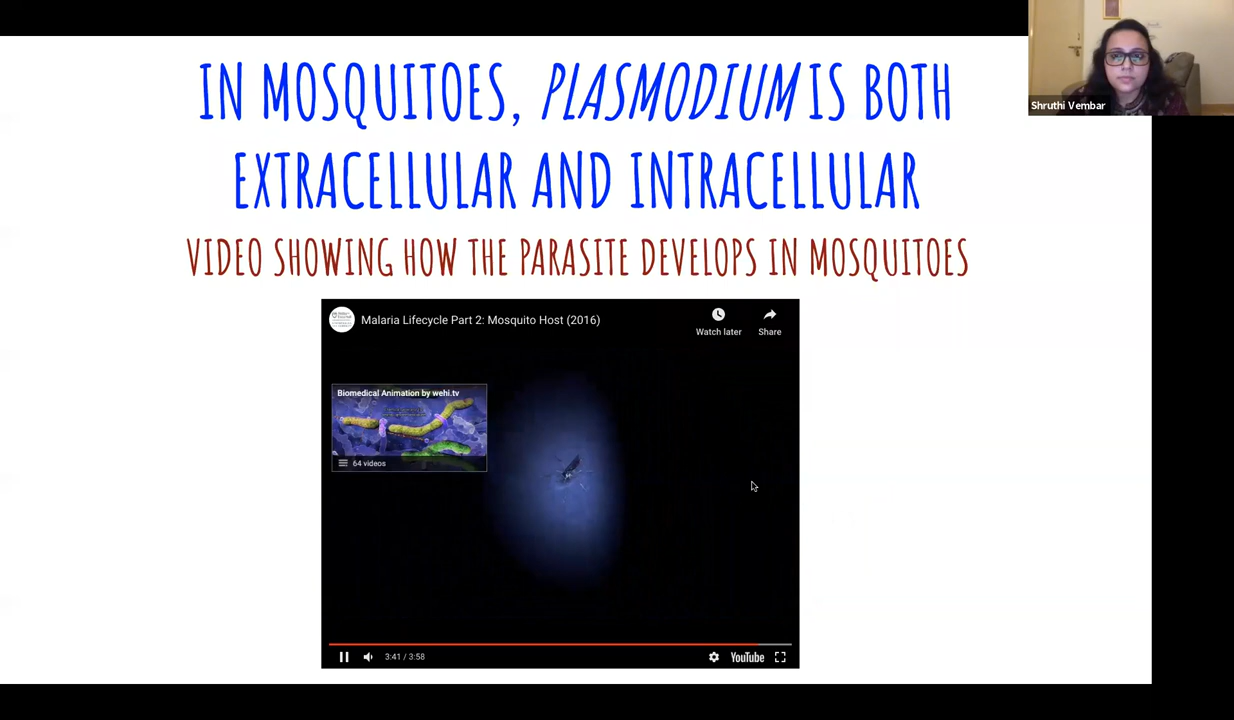 IN MOSQUITOES, PLASMODIUM IS BOTH
EXTRACELLULAR AND INTRACELLULAR
VIDEO SHOWING HOW THE PARASITE DEVELOPS IN MOSQUITOES
Shruthi Vembar
Malaria Lifecycle Part 2: Mosquito Host (2016)
Watch later
Share
Biomedical Animation by wehi.tv
64 videos
3:41 / 3:58
YouTube